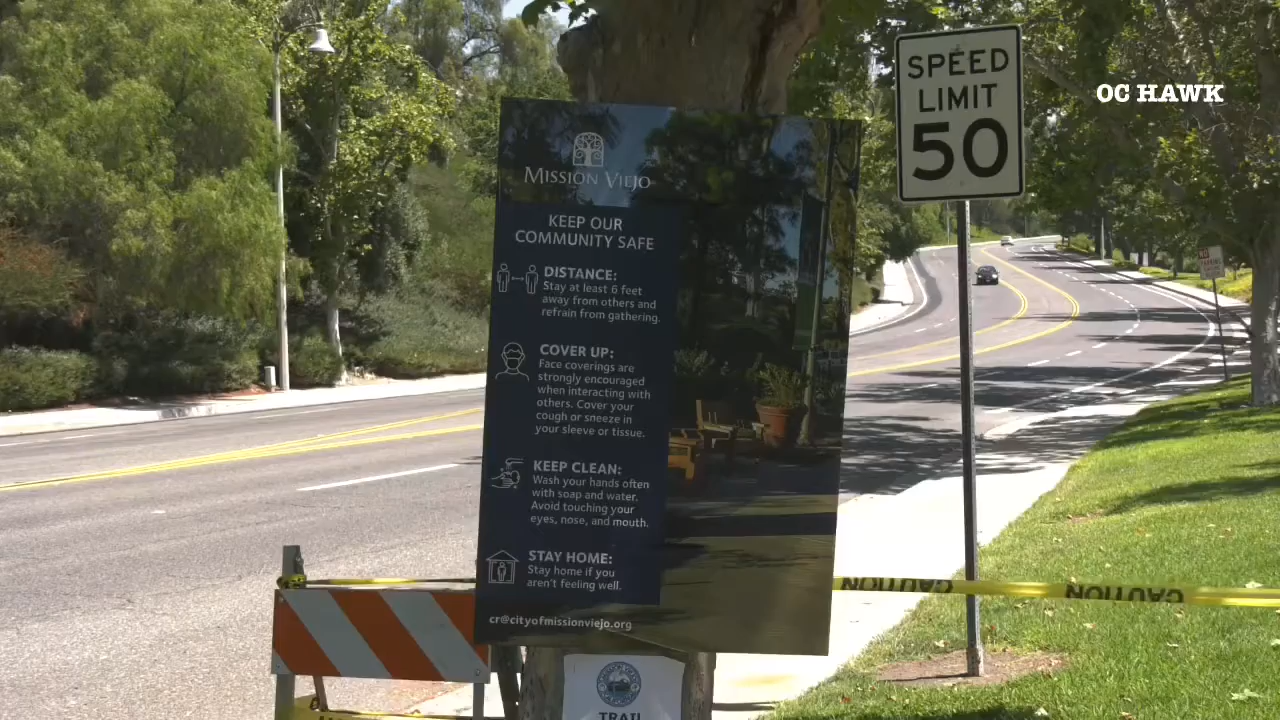 OC HAWK
SPEED
LIMIT
50
MISSION VIEJO
KEEP OUR
COMMUNITY SAFE
DISTANCE:
Stay at least 6 feet
away from others and
refrain from gathering.
COVER UP:
Face coverings are
strongly encouraged
when interacting with
others. Cover your
cough or sneeze in
your sleeve or tissue.
KEEP CLEAN:
Wash your hands often
with soap and water.
Avoid touching your
eyes, nose, and mouth.
STAY HOME:
Stay home if you
aren't feeling well.
cr@cityofmissionviejo.org
CAUTION CAUTION
TRAIL